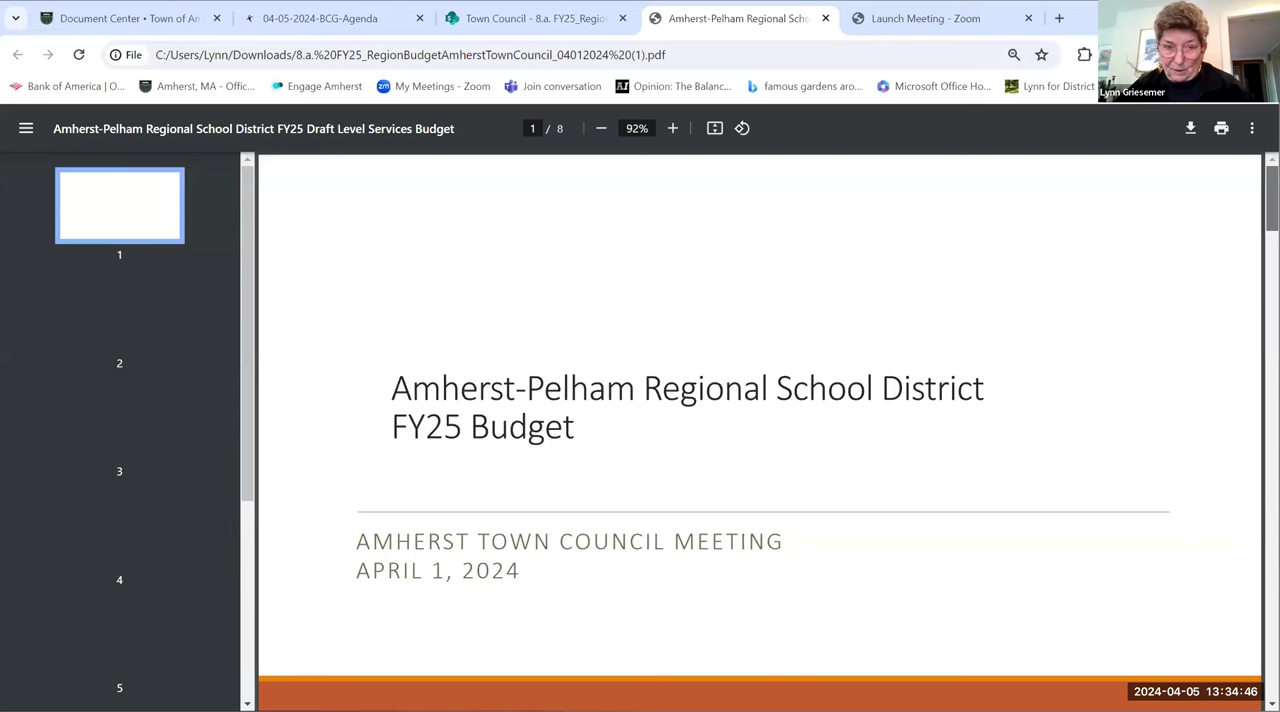 Document Center • Town of An
04-05-2024-BCG-Agenda
Town Council - 8.a. FY25_Regio
Amherst-Pelham Regional Scho
Launch Meeting - Zoom
File
C:/Users/Lynn/Downloads/8.a.%20FY25_RegionBudgetAmherstTownCouncil_04012024%20(1).pdf
Bank of America | O...
Amherst, MA - Offic...
Engage Amherst
My Meetings - Zoom
Join conversation
Opinion: The Balanc...
famous gardens aro...
Microsoft Office Ho...
Lynn for District
Lynn Griesemer
Amherst-Pelham Regional School District FY25 Draft Level Services Budget
1 / 8
92%
1
2
3
4
5
Amherst-Pelham Regional School District
FY25 Budget
AMHERST TOWN COUNCIL MEETING
APRIL 1, 2024
2024-04-05 13:34:46